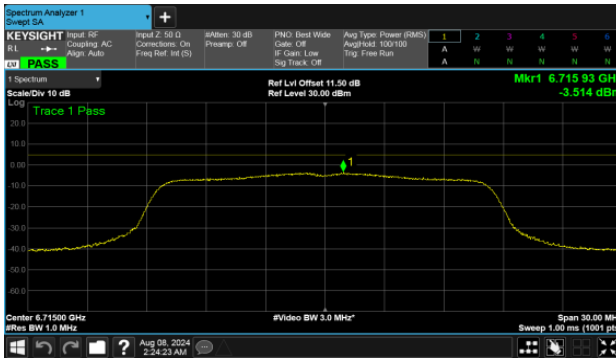 Spectrum Analyzer 1
Swept SA
+
KEYSIGHT
RL
PASS
Input: RF
Coupling: AC
Align: Auto
Input Z: 50 Ω
Corrections: On
Freq Ref: Int (S)
#Atten: 30 dB
Preamp: Off
PNO: Best Wide
Gate: Off
IF Gain: Low
Sig Track: Off
Avg Type: Power (RMS)
Avg|Hold: 100/100
Trig: Free Run
1 2 3 4 5 6
A W W W W W
A N N N N N
1 Spectrum
Scale/Div 10 dB
Ref Lvl Offset 11.50 dB
Ref Level 30.00 dBm
Mkr1 6.715 93 GH
-3.514 dBr
Log
Trace 1 Pass
20.0
10.0
0.00
1
-10.0
-20.0
-30.0
-40.0
-50.0
-60.0
Center 6.71500 GHz
#Res BW 1.0 MHz
#Video BW 3.0 MHz*
Span 30.00 MH
Sweep 1.00 ms (1001 pts
?
Aug 08, 2024
2:24:23 AM